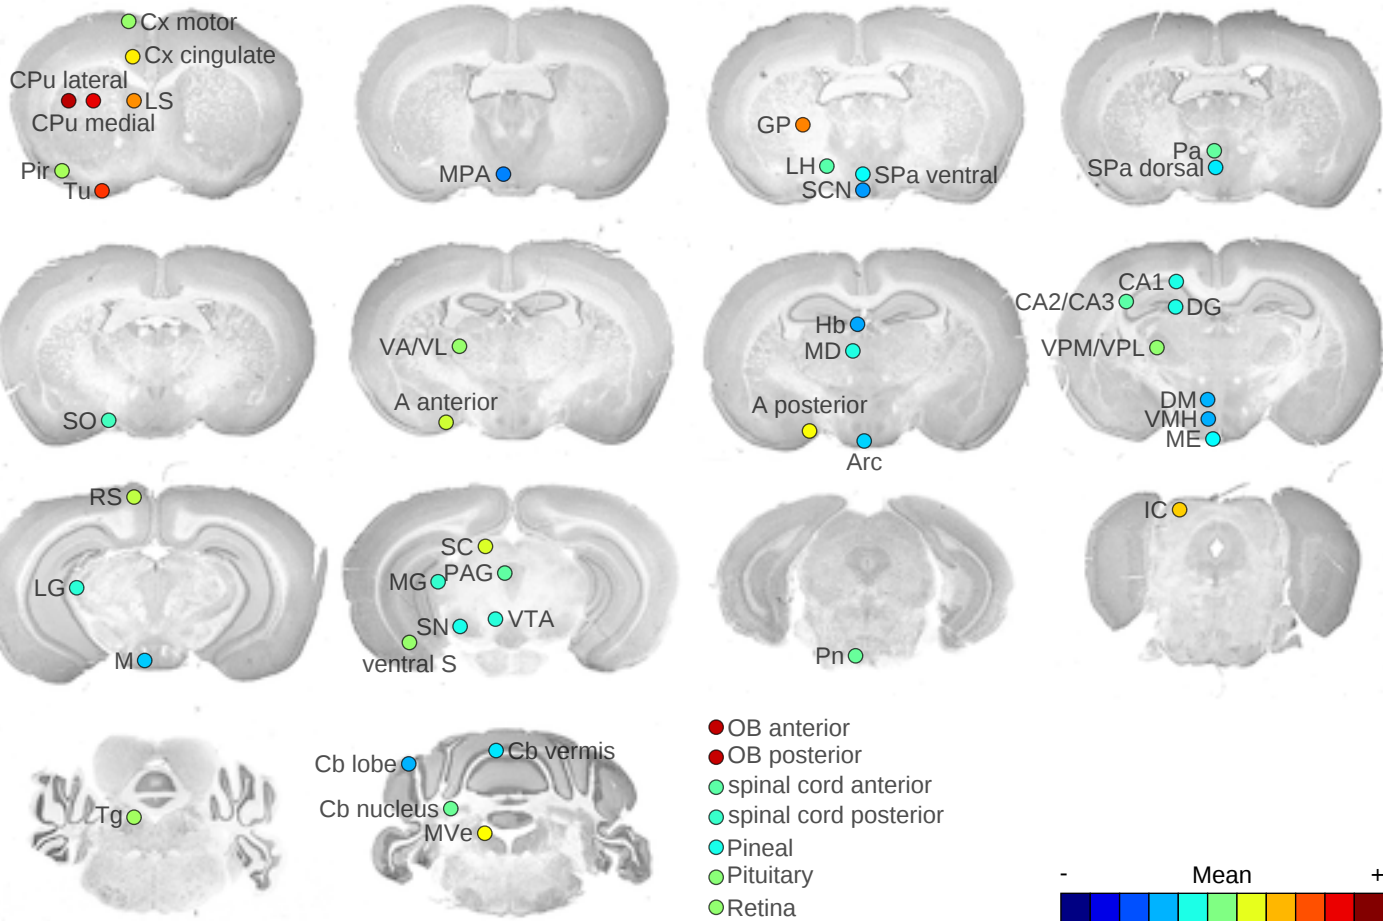 Cx motor
Cx cingulate
CPu lateral
LS
CPu medial
Pir
Tu
MPA
GP
LH
SPa ventral
SCN
Pa
SPa dorsal
SO
VA/VL
A anterior
Hb
MD
A posterior
Arc
CA1
CA2/CA3
DG
VPM/VPL
DM
VMH
ME
RS
LG
M
SC
PAG
MG
VTA
SN
ventral S
Pn
IC
Tg
Cb vermis
Cb lobe
Cb nucleus
MVe
OB anterior
OB posterior
spinal cord anterior
spinal cord posterior
Pineal
Pituitary
Retina
- Mean +